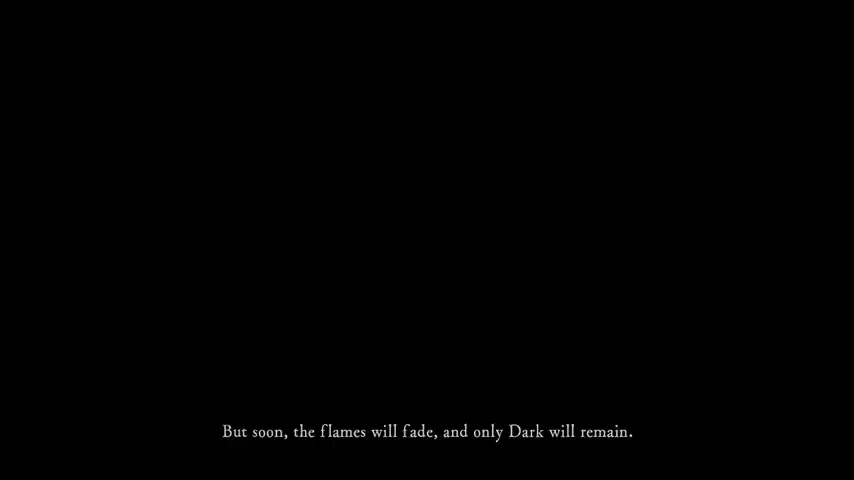 But soon, the flames will fade, and only Dark will remain.